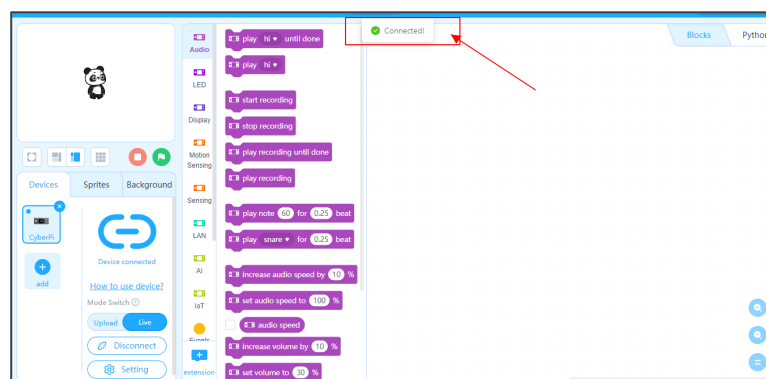 Connected!
Blocks
Audio
LED
Display
Motion
Sensing
Sensing
LAN
AI
IoT
extension
play hi until done
play hi
start recording
stop recording
play recording until done
play recording
play note 60 for 0.25 beat
play snare for 0.25 beat
increase audio speed by 10 %
set audio speed to 100 %
audio speed
increase volume by 10 %
set volume to 30 %
Devices
Sprites
Background
CyberPi
add
Device connected
How to use device?
Mode Switch
Upload
Live
Disconnect
Setting